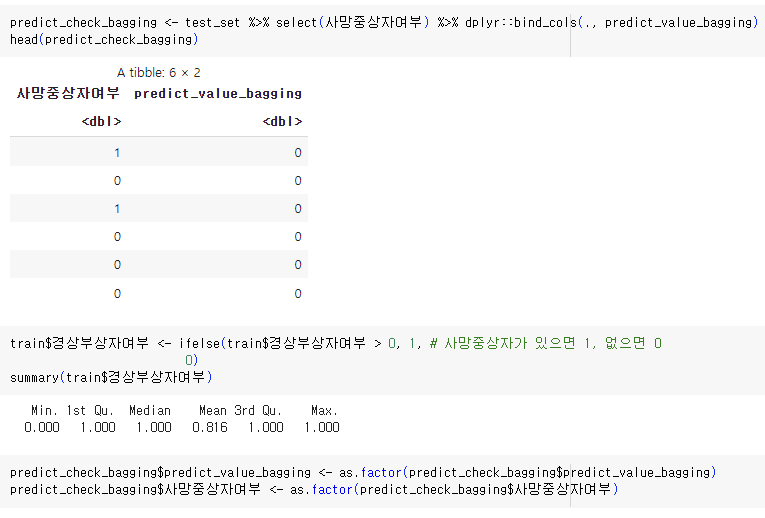 predict_check_bagging <- test_set %>% select(사망중상자여부) %>% dplyr::bind_cols(., predict_value_bagging)
head(predict_check_bagging)
A tibble: 6 × 2
사망중상자여부 predict_value_bagging
<dbl> <dbl>
1 0
0 0
1 0
0 0
0 0
0 0
train$경상부상자여부 <- ifelse(train$경상부상자여부 > 0, 1, # 사망중상자가 있으면 1, 없으면 0
0)
summary(train$경상부상자여부)
Min. 1st Qu. Median Mean 3rd Qu. Max.
0.000 1.000 1.000 0.816 1.000 1.000
predict_check_bagging$predict_value_bagging <- as.factor(predict_check_bagging$predict_value_bagging)
predict_check_bagging$사망중상자여부 <- as.factor(predict_check_bagging$사망중상자여부)